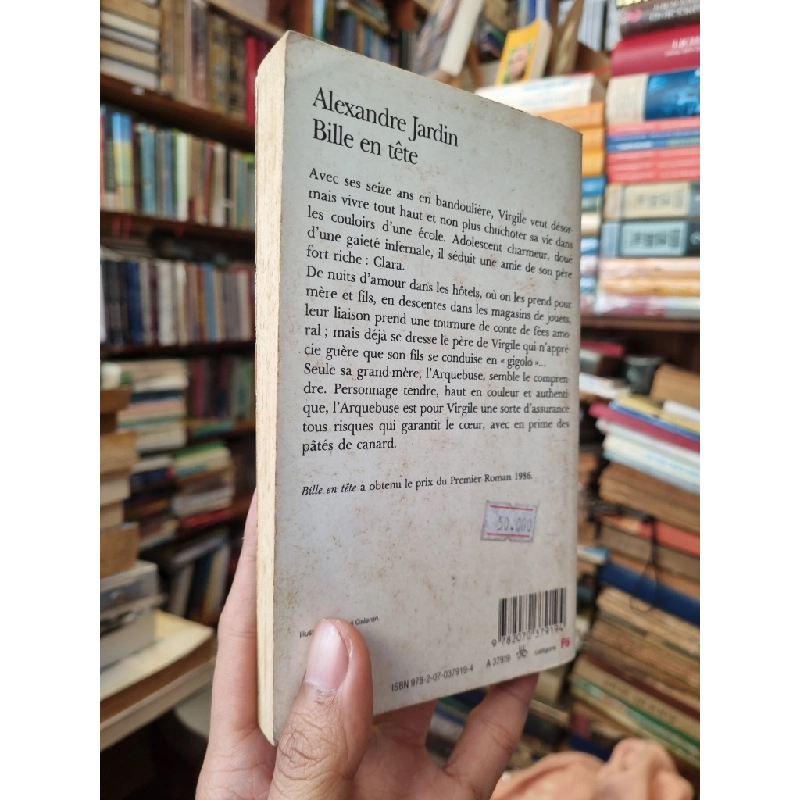 Alexandre Jardin
Bille en tête
Avec ses seize ans en bandoulière, Virgile veut désor-
mais vivre tout haut et non plus chuchoter sa vie dans
les couloirs d'une école. Adolescent charmeur, doué
d'une gaieté infernale, il séduit une amie de son père
fort riche : Clara.
De nuits d'amour dans les hôtels, où on les prend pour
mère et fils, en descentes dans les magasins de jouets,
leur liaison prend une tournure de conte de fées amo-
ral ; mais déjà se dresse le père de Virgile qui n'appré-
cie guère que son fils se conduise en « gigolo »...
Seule sa grand-mère, l'Arquebuse, semble le compren-
dre. Personnage tendre, haut en couleur et authenti-
que, l'Arquebuse est pour Virgile une sorte d'assurance
tous risques qui garantit le cœur, avec en prime des
pâtés de canard.
Bille en tête a obtenu le prix du Premier Roman 1986.
50.000
9 782070 379194
ISBN 978-2-07-037919-4
A 37919
catégorie F5